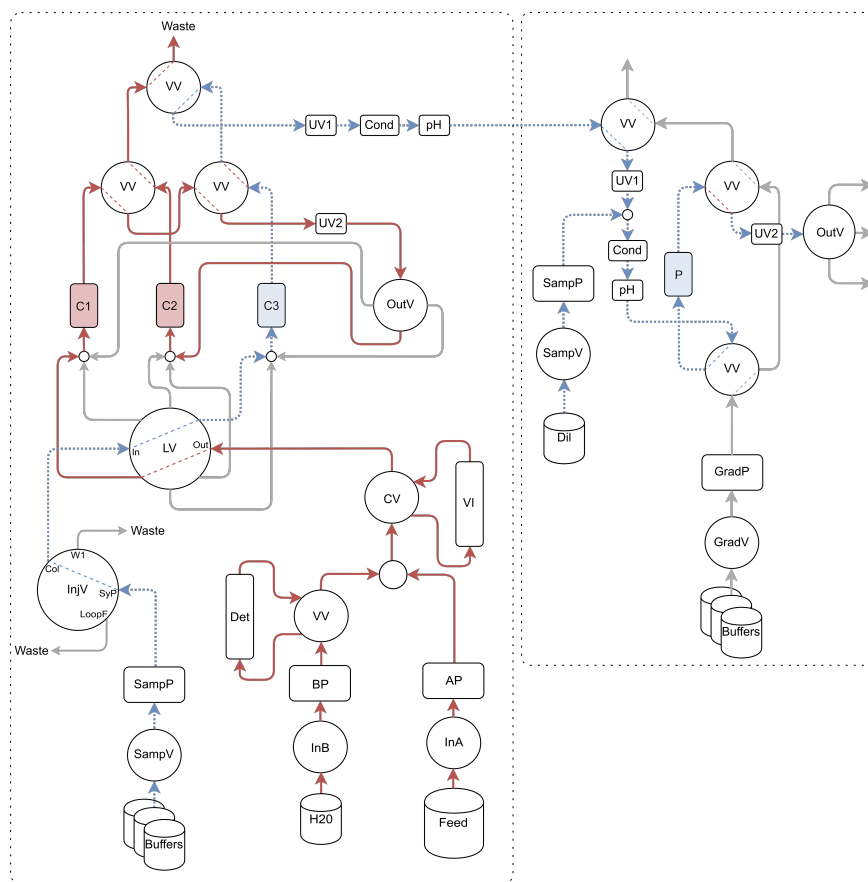 Waste
VV
UV1
Cond
pH
VV
VV
VV
UV1
VV
UV2
UV2
OutV
Cond
C1
C2
C3
OutV
SampP
pH
P
SampV
VV
In
LV
Out
Dil
GradP
CV
VI
Waste
W1
Col
InjV
SyP
LoopF
GradV
Det
VV
Buffers
Waste
SampP
BP
AP
SampV
InB
InA
H20
Feed
Buffers